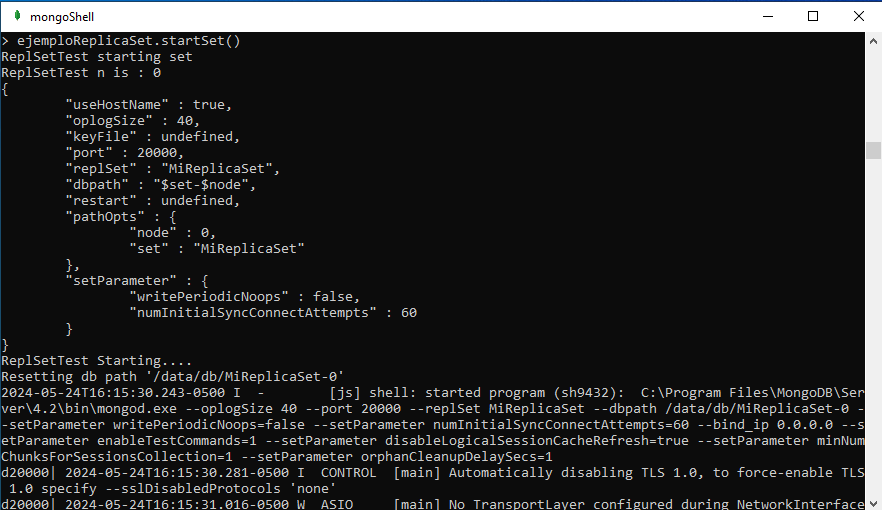 mongoShell
> ejemploReplicaSet.startSet()
ReplSetTest starting set
ReplSetTest n is : 0
{
        "useHostName" : true,
        "oplogSize" : 40,
        "keyFile" : undefined,
        "port" : 20000,
        "replSet" : "MiReplicaSet",
        "dbpath" : "$set-$node",
        "restart" : undefined,
        "pathOpts" : {
                "node" : 0,
                "set" : "MiReplicaSet"
        },
        "setParameter" : {
                "writePeriodicNoops" : false,
                "numInitialSyncConnectAttempts" : 60
        }
}
ReplSetTest Starting....
Resetting db path '/data/db/MiReplicaSet-0'
2024-05-24T16:15:30.243-0500 I  -        [js] shell: started program (sh9432):  C:\Program Files\MongoDB\Ser
ver\4.2\bin\mongod.exe --oplogSize 40 --port 20000 --replSet MiReplicaSet --dbpath /data/db/MiReplicaSet-0 -
-setParameter writePeriodicNoops=false --setParameter numInitialSyncConnectAttempts=60 --bind_ip 0.0.0.0 --s
etParameter enableTestCommands=1 --setParameter disableLogicalSessionCacheRefresh=true --setParameter minNum
ChunksForSessionsCollection=1 --setParameter orphanCleanupDelaySecs=1
d20000| 2024-05-24T16:15:30.281-0500 I  CONTROL  [main] Automatically disabling TLS 1.0, to force-enable TLS
 1.0 specify --sslDisabledProtocols 'none'
d20000| 2024-05-24T16:15:31.016-0500 W  ASIO     [main] No TransportLayer configured during NetworkInterface